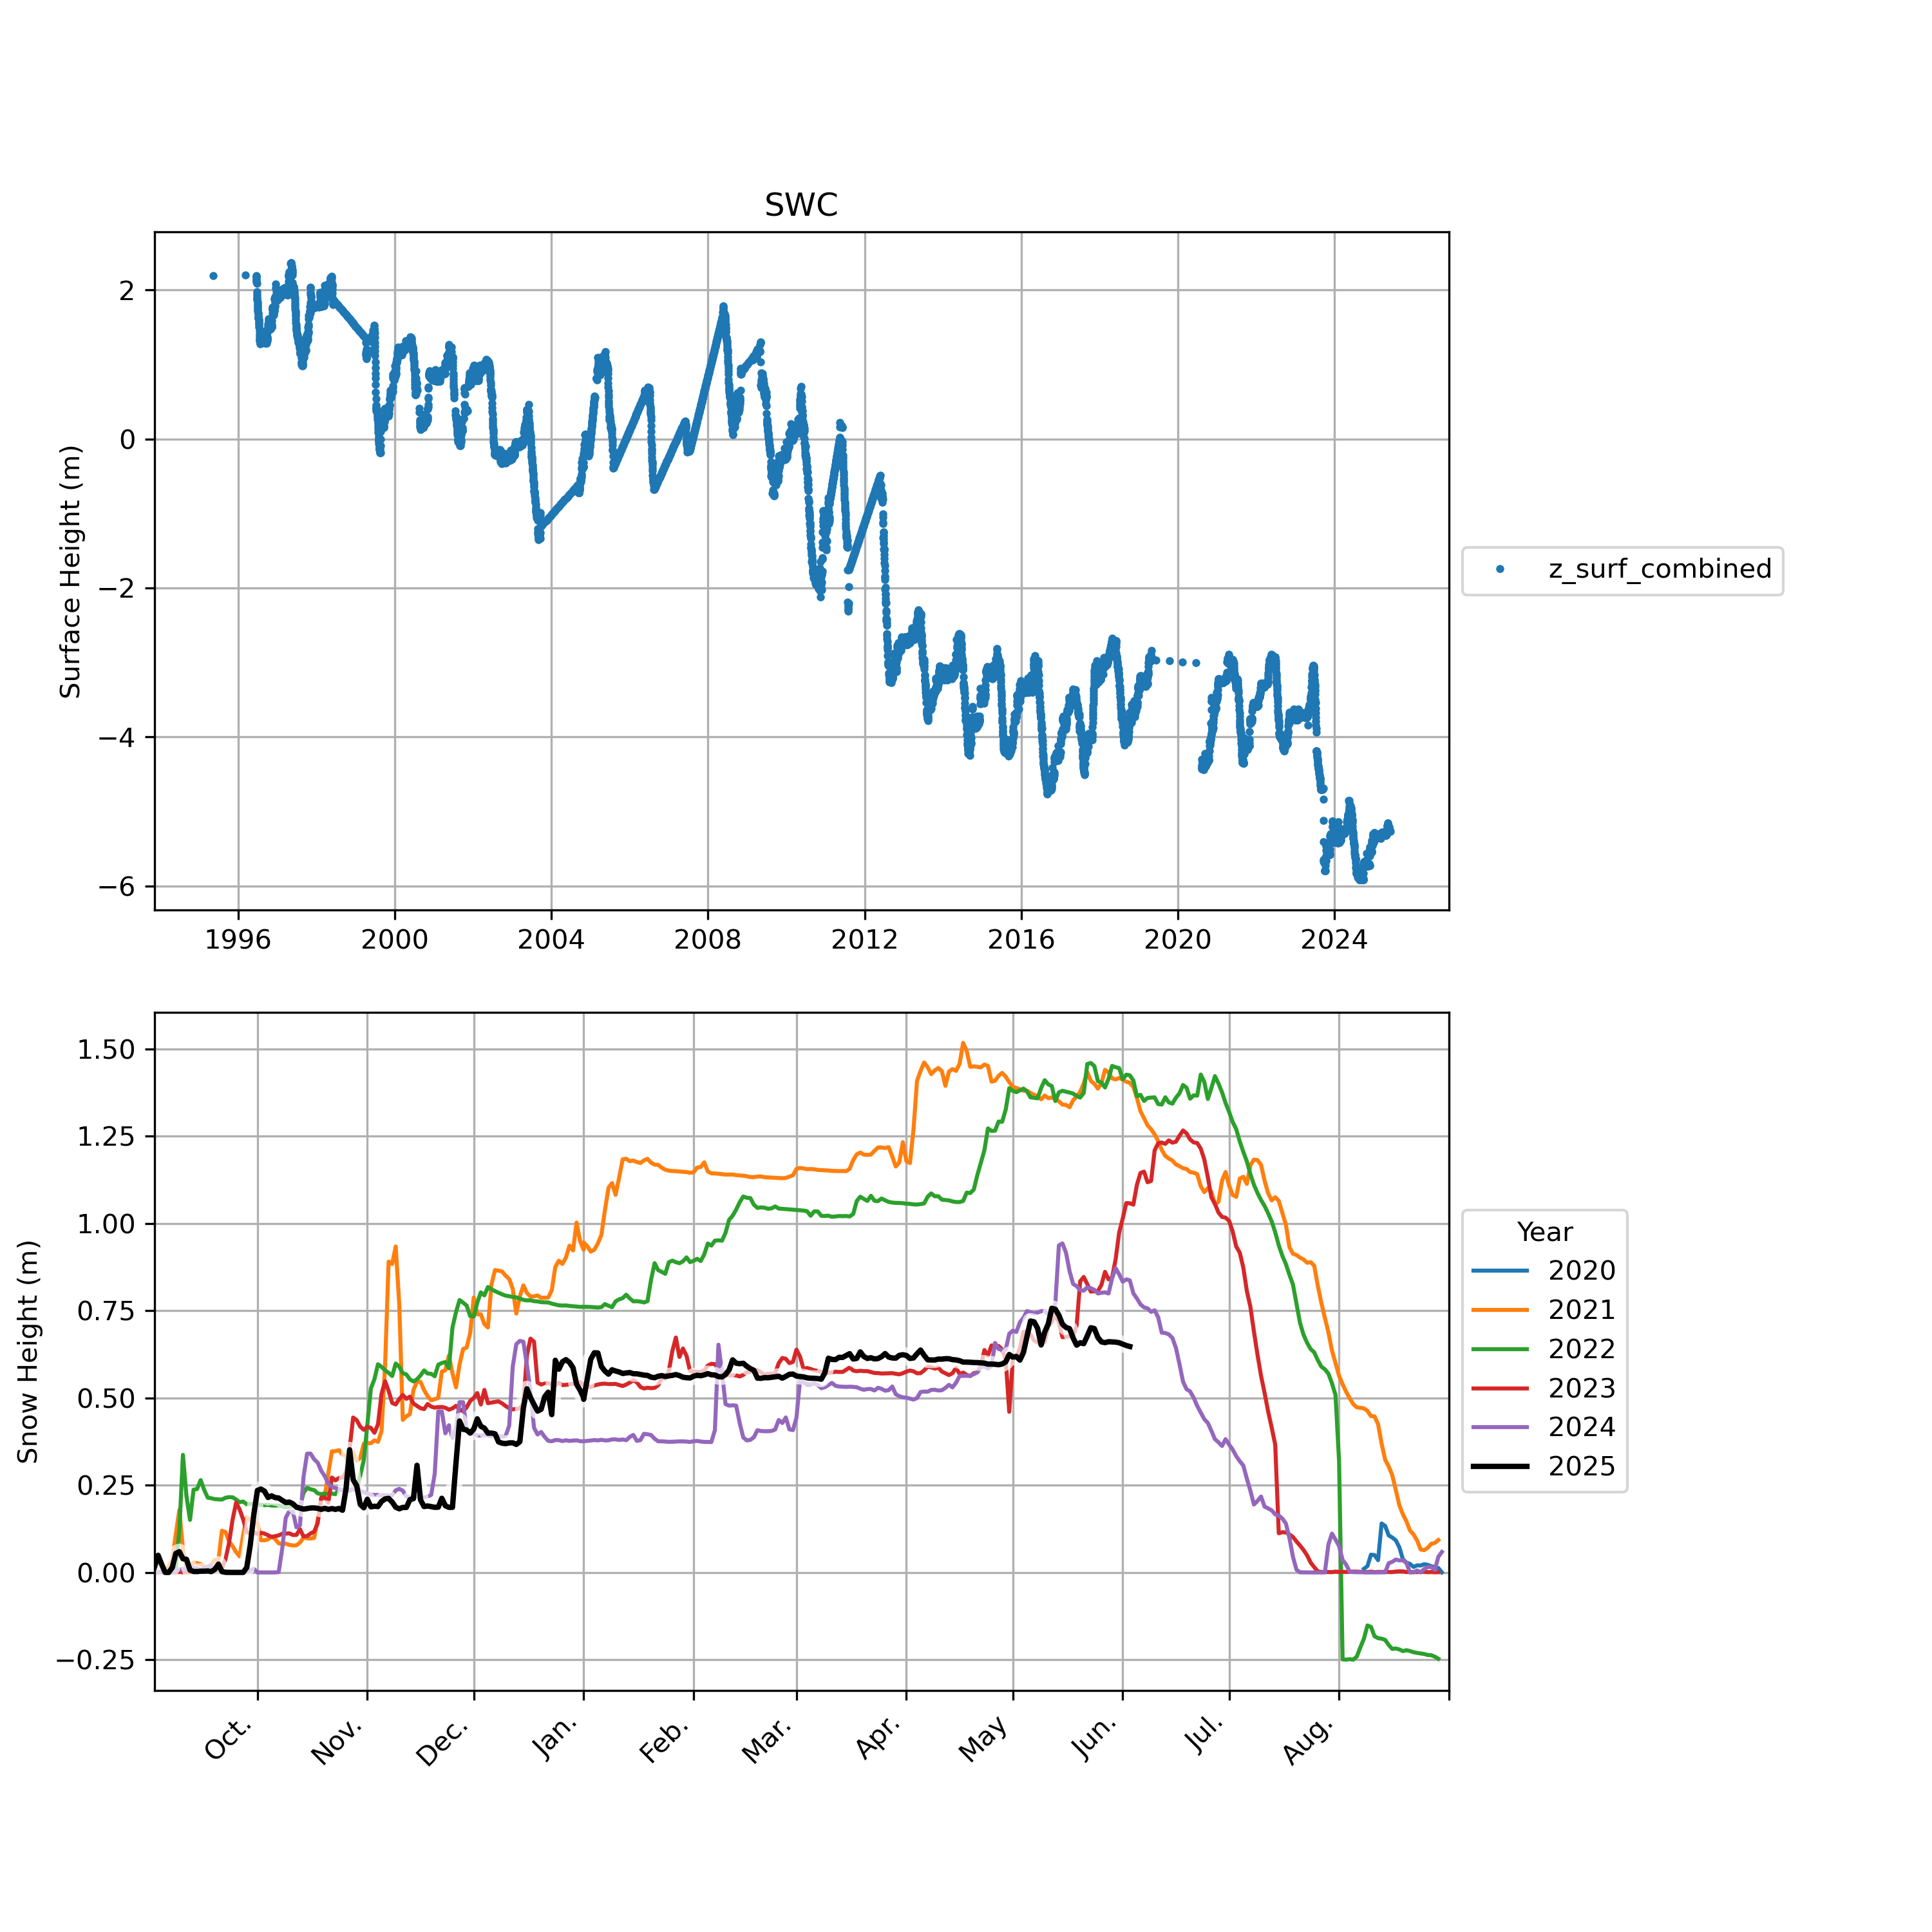 SWC
Surface Height (m)
2
0
−2
−4
−6
1996 2000 2004 2008 2012 2016 2020 2024
z_surf_combined
Snow Height (m)
1.50
1.25
1.00
0.75
0.50
0.25
0.00
−0.25
Oct. Nov. Dec. Jan. Feb. Mar. Apr. May Jun. Jul. Aug.
Year
2020
2021
2022
2023
2024
2025